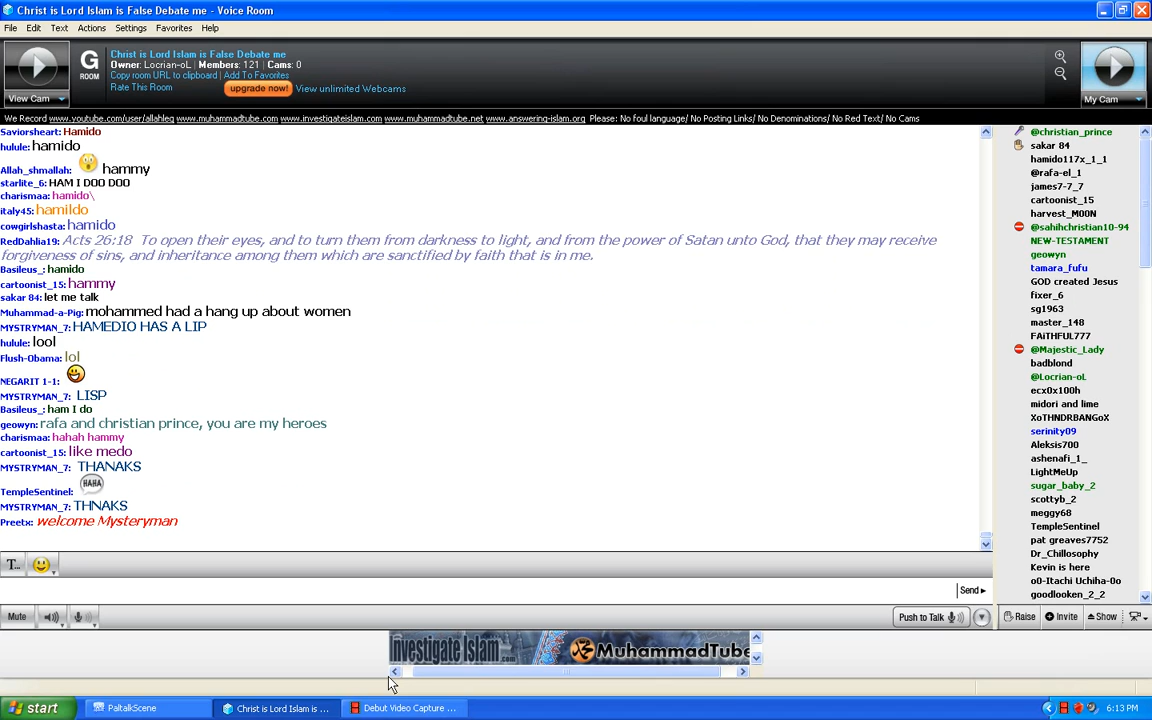 Christ is Lord Islam is False Debate me - Voice Room
File Edit Text Actions Settings Favorites Help
View Cam
G ROOM
Christ is Lord Islam is False Debate me
Owner: Locrian-oL | Members: 121 | Cams: 0
Copy room URL to clipboard | Add To Favorites
Rate This Room upgrade now! View unlimited Webcams
My Cam
We Record www.youtube.com/user/allahleg www.muhammadtube.com www.investigateislam.com www.muhammadtube.net www.answering-islam.org Please: No foul language/ No Posting Links/ No Denominations/ No Red Text/ No Cams
Saviorsheart: Hamido
hulule: hamido
Allah_shmallah: hammy
starlite_6: HAM I DOO DOO
charismaa: hamido\
italy45: hamildo
cowgirlshasta: hamido
RedDahlia19: Acts 26:18 To open their eyes, and to turn them from darkness to light, and from the power of Satan unto God, that they may receive
forgiveness of sins, and inheritance among them which are sanctified by faith that is in me.
Basileus_: hamido
cartoonist_15: hammy
sakar 84: let me talk
Muhammad-a-Pig: mohammed had a hang up about women
MYSTRYMAN_7: HAMEDIO HAS A LIP
hulule: lool
Flush-Obama: lol
NEGARIT 1-1:
MYSTRYMAN_7: LISP
Basileus_: ham I do
geowyn: rafa and christian prince, you are my heroes
charismaa: hahah hammy
cartoonist_15: like medo
MYSTRYMAN_7: THANAKS
TempleSentinel: HAHA
MYSTRYMAN_7: THNAKS
Preetx: welcome Mysteryman
@christian_prince
sakar 84
hamido117x_1_1
@rafa-el_1
james7-7_7
cartoonist_15
harvest_M00N
@sahihchristian10-94
NEW-TESTAMENT
geowyn
tamara_fufu
GOD created Jesus
fixer_6
sg1963
master_148
FAiTHFUL777
@Majestic_Lady
badblond
@Locrian-oL
ecx0x100h
midori and lime
XoTHNDRBANGoX
serinity09
Aleksis700
ashenafi_1_
LightMeUp
sugar_baby_2
scottyb_2
meggy68
TempleSentinel
pat greaves7752
Dr_Chillosophy
Kevin is here
o0-Itachi Uchiha-0o
goodlooken_2_2
T...
Send
Mute Push to Talk Raise Invite Show
Investigate Islam.com MuhammadTube
start PaltalkScene Christ is Lord Islam is ... Debut Video Capture ... 6:13 PM